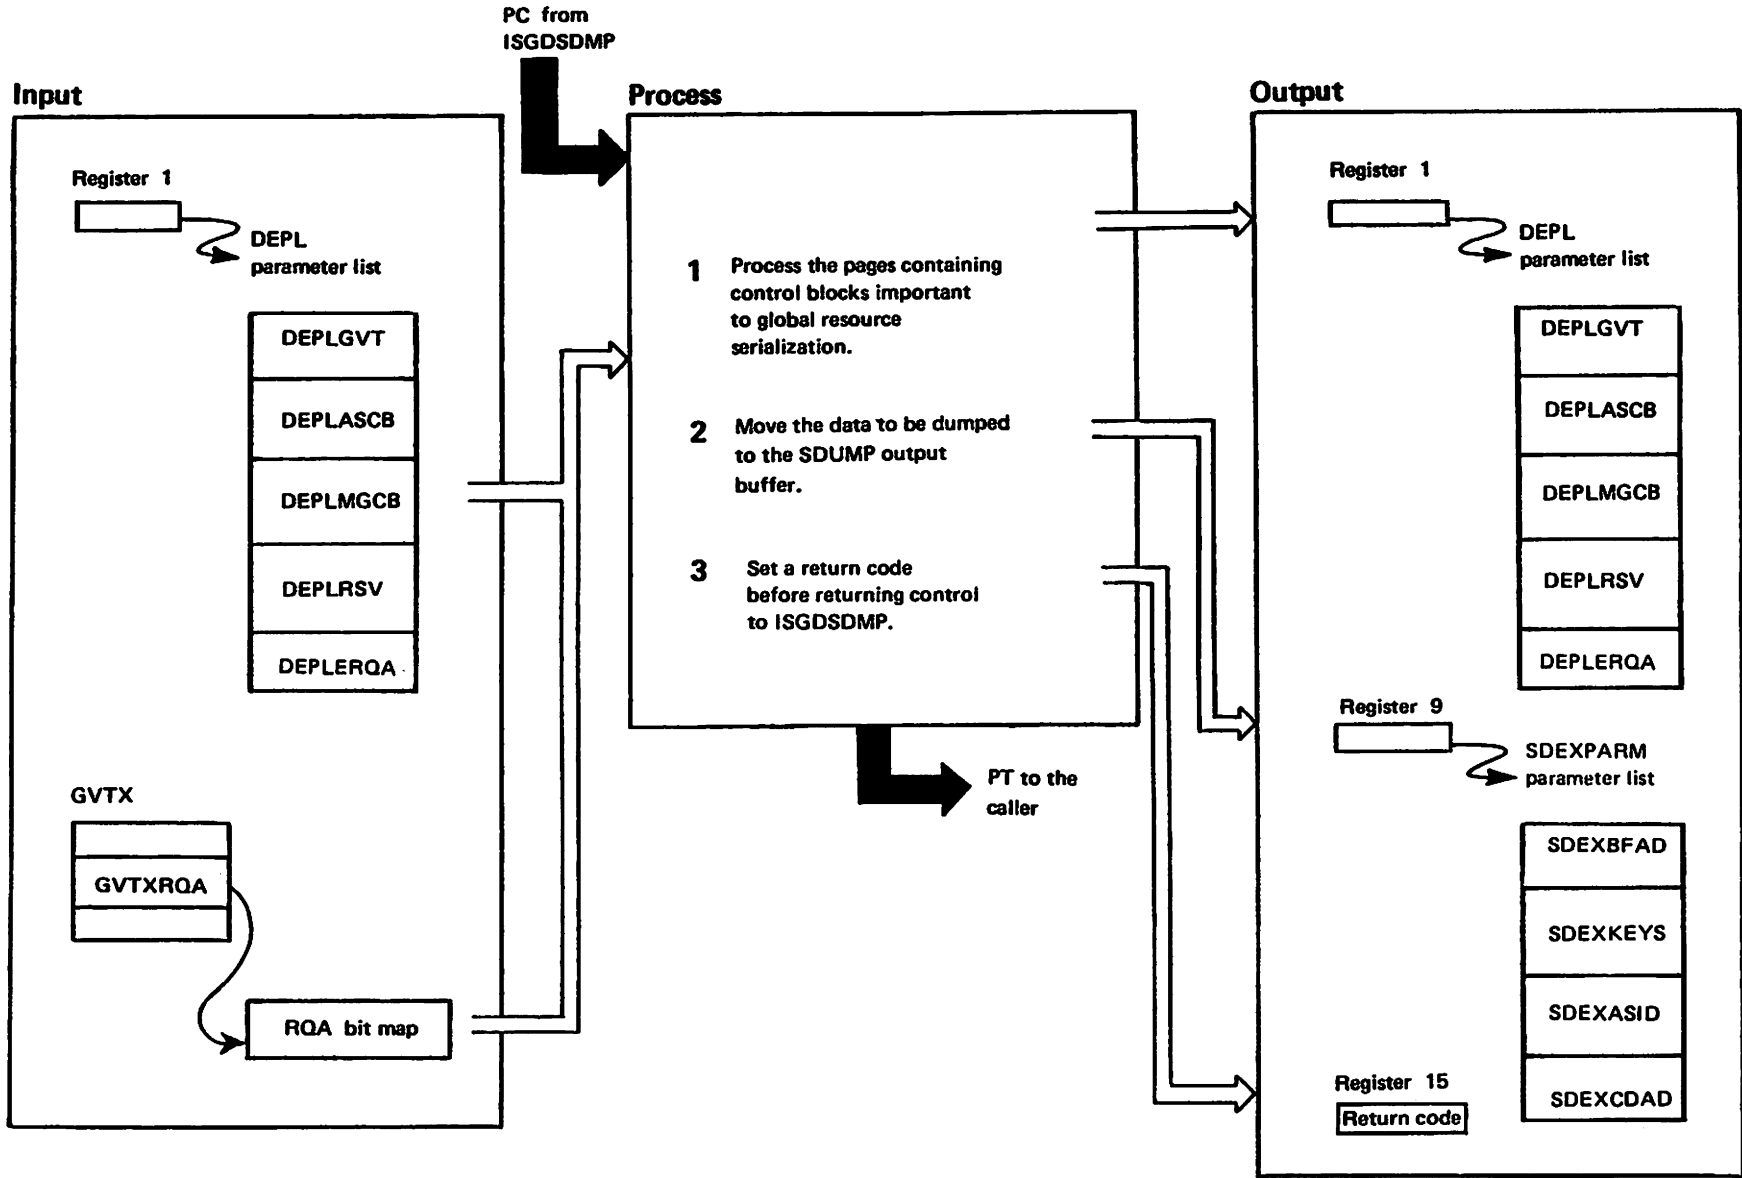 PC from
ISGDSDMP
Input
Register 1
DEPL
parameter list
DEPLGVT
DEPLASCB
DEPLMGCB
DEPLRSV
DEPLERQA
GVTX
GVTXRQA
RQA bit map
Process
1 Process the pages containing
control blocks important
to global resource
serialization.
2 Move the data to be dumped
to the SDUMP output
buffer.
3 Set a return code
before returning control
to ISGDSDMP.
PT to the
caller
Output
Register 1
DEPL
parameter list
DEPLGVT
DEPLASCB
DEPLMGCB
DEPLRSV
DEPLERQA
Register 9
SDEXPARM
parameter list
SDEXBFAD
SDEXKEYS
SDEXASID
SDEXCDAD
Register 15
Return code